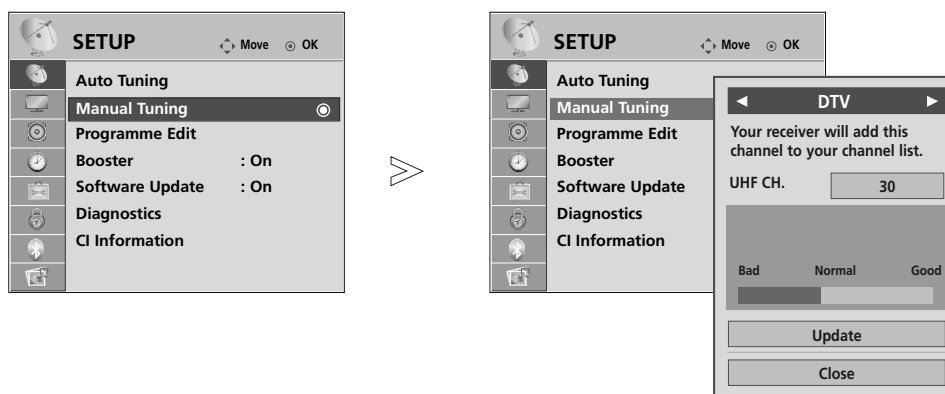 SETUP Move OK
Auto Tuning
Manual Tuning
Programme Edit
Booster : On
Software Update : On
Diagnostics
CI Information
SETUP Move OK
Auto Tuning
Manual Tuning
Programme Edit
Booster
Software Update
Diagnostics
CI Information
DTV
Your receiver will add this
channel to your channel list.
UHF CH. 30
Bad Normal Good
Update
Close